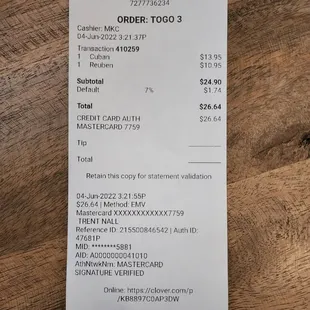 7277736234
ORDER: TOGO 3
Cashier: MKC
04-Jun-2022 3:21:37P
Transaction 410259
1 Cuban $13.95
1 Reuben $10.95
Subtotal $24.90
Default 7% $1.74
Total $26.64
CREDIT CARD AUTH $26.64
MASTERCARD 7759
Tip
Total
Retain this copy for statement validation
04-Jun-2022 3:21:55P
$26.64 | Method: EMV
Mastercard XXXXXXXXXXXX7759
TRENT NALL
Reference ID: 215500846542 | Auth ID:
47681P
MID: ********5881
AID: A0000000041010
AthNtwkNm: MASTERCARD
SIGNATURE VERIFIED
Online: https://clover.com/p
/KB8897C0AP3DW